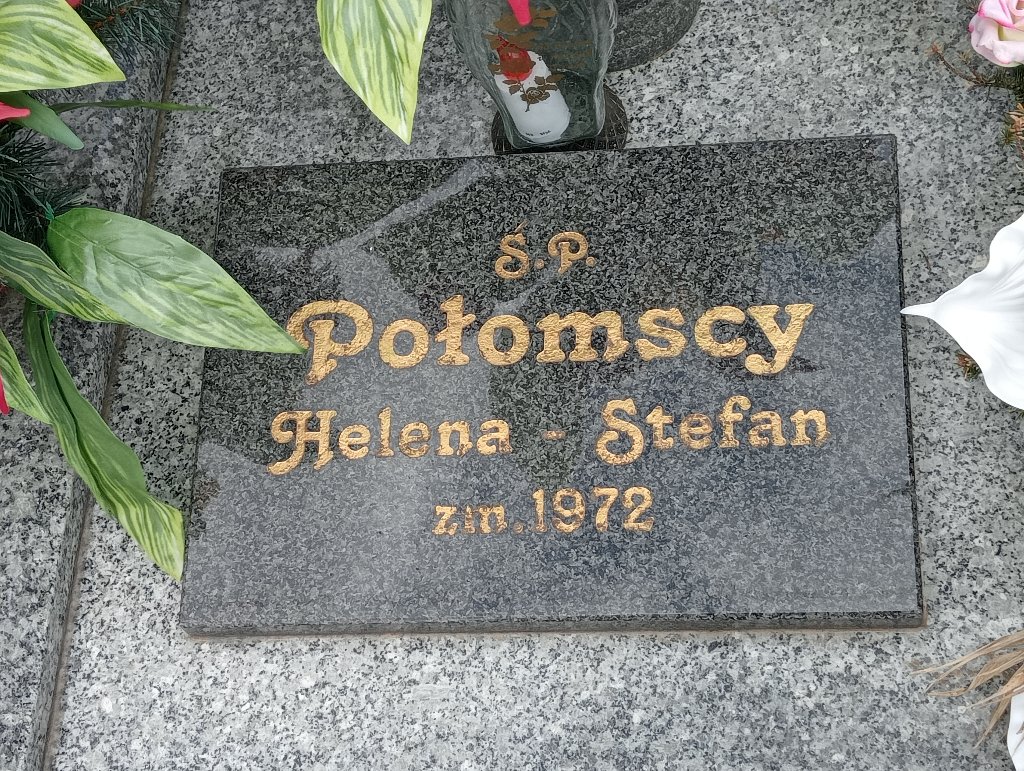 Ś.P.
Połomscy
Helena - Stefan
zm.1972